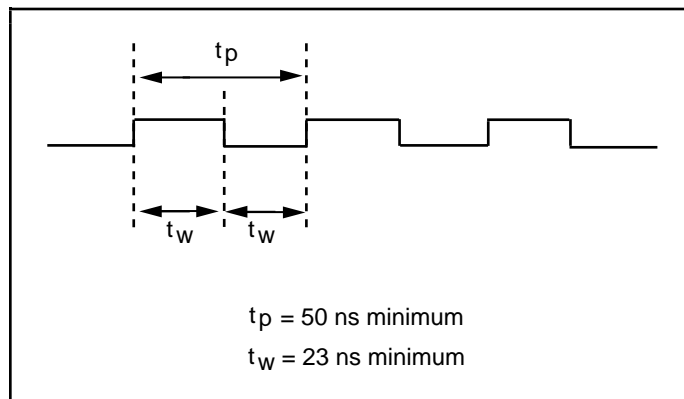 tp
tw tw
tp = 50 ns minimum
tw = 23 ns minimum